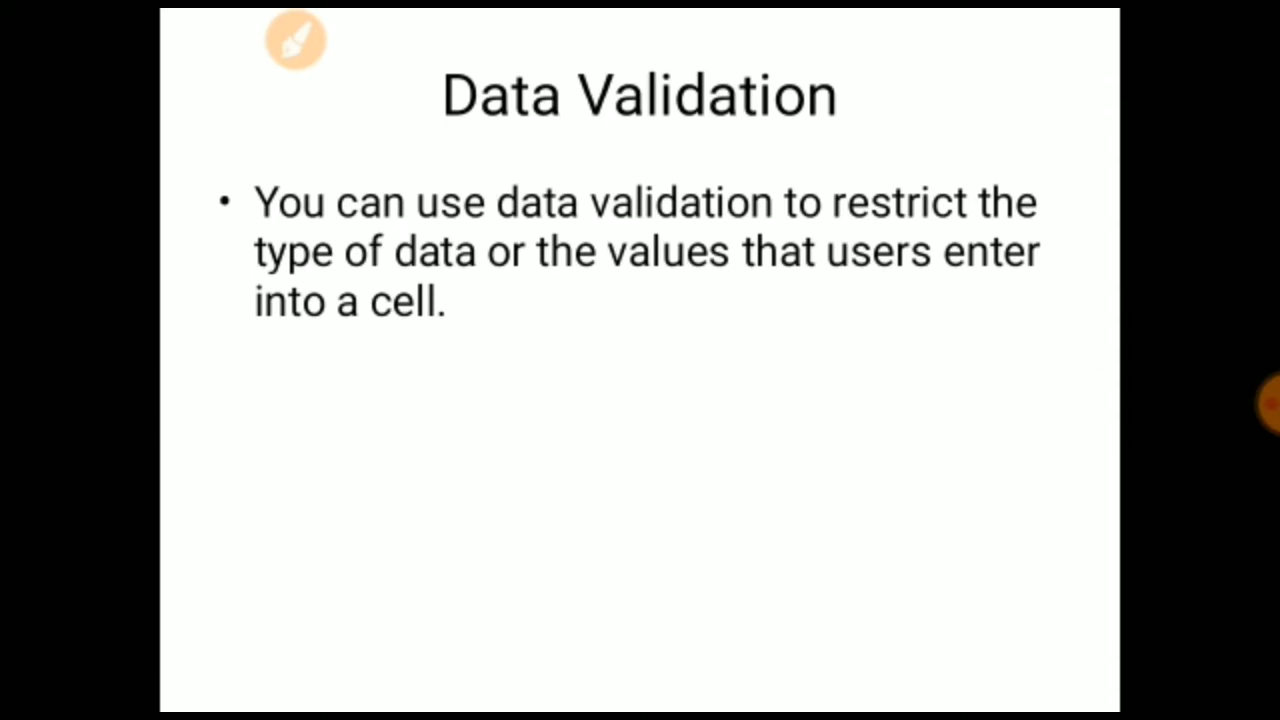 Data Validation
• You can use data validation to restrict the
type of data or the values that users enter
into a cell.